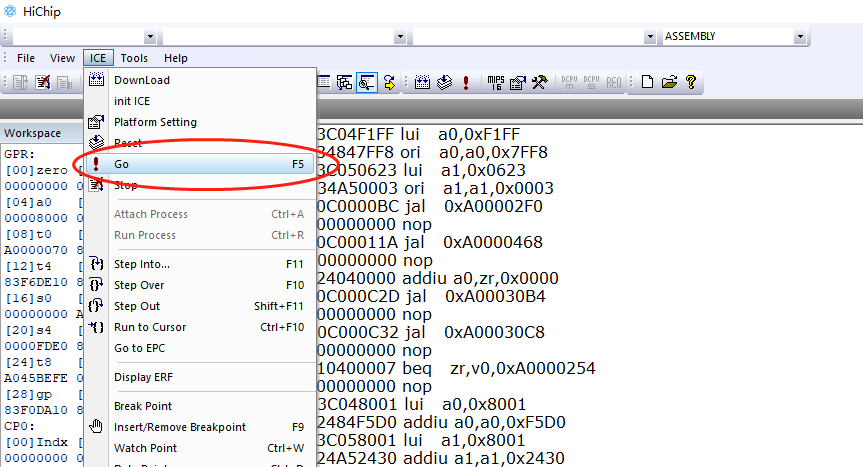 HiChip
ASSEMBLY
File View ICE Tools Help
MIPS 16 DCPU m DCPU s REQ
DownLoad
init ICE
Platform Setting
Reset
Go F5
Stop
Attach Process Ctrl+A
Run Process Ctrl+R
Step Into... F11
Step Over F10
Step Out Shift+F11
Run to Cursor Ctrl+F10
Go to EPC
Display ERF
Break Point
Insert/Remove Breakpoint F9
Watch Point Ctrl+W
Workspace
GPR:
[00]zero [
00000000 0
[04]a0 [
00008000 0
[08]t0 [
A0000070 8
[12]t4 [
83F6DE10 8
[16]s0 [
00000000 A
[20]s4 [
0000FDE0 8
[24]t8 [
A045BEFE 0
[28]gp [
83F0DA10 8
CP0:
[00]Indx [
00000000 0
3C04F1FF lui a0,0xF1FF
34847FF8 ori a0,a0,0x7FF8
3C050623 lui a1,0x0623
34A50003 ori a1,a1,0x0003
0C0000BC jal 0xA00002F0
00000000 nop
0C00011A jal 0xA0000468
00000000 nop
24040000 addiu a0,zr,0x0000
0C000C2D jal 0xA00030B4
00000000 nop
0C000C32 jal 0xA00030C8
00000000 nop
10400007 beq zr,v0,0xA0000254
00000000 nop
3C048001 lui a0,0x8001
2484F5D0 addiu a0,a0,0xF5D0
3C058001 lui a1,0x8001
24A52430 addiu a1,a1,0x2430